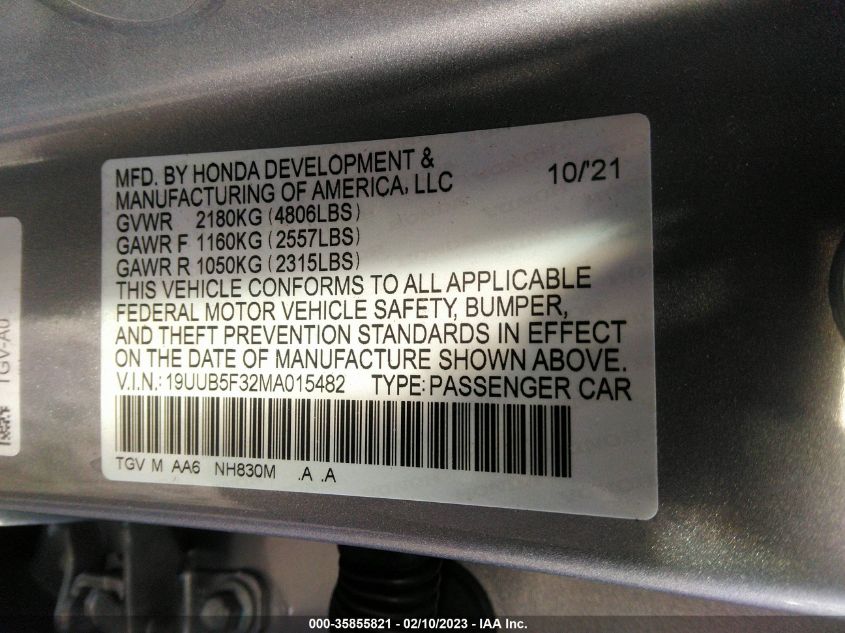 MFD. BY HONDA DEVELOPMENT & 10/'21
MANUFACTURING OF AMERICA, LLC
GVWR 2180KG (4806LBS)
GAWR F 1160KG (2557LBS)
GAWR R 1050KG (2315LBS)
THIS VEHICLE CONFORMS TO ALL APPLICABLE
FEDERAL MOTOR VEHICLE SAFETY, BUMPER,
AND THEFT PREVENTION STANDARDS IN EFFECT
ON THE DATE OF MANUFACTURE SHOWN ABOVE.
V.I.N.: 19UUB5F32MA015482 TYPE: PASSENGER CAR
TGV M AA6 NH830M .A .A
TGV-A0
000-35855821 - 02/10/2023 - IAA Inc.